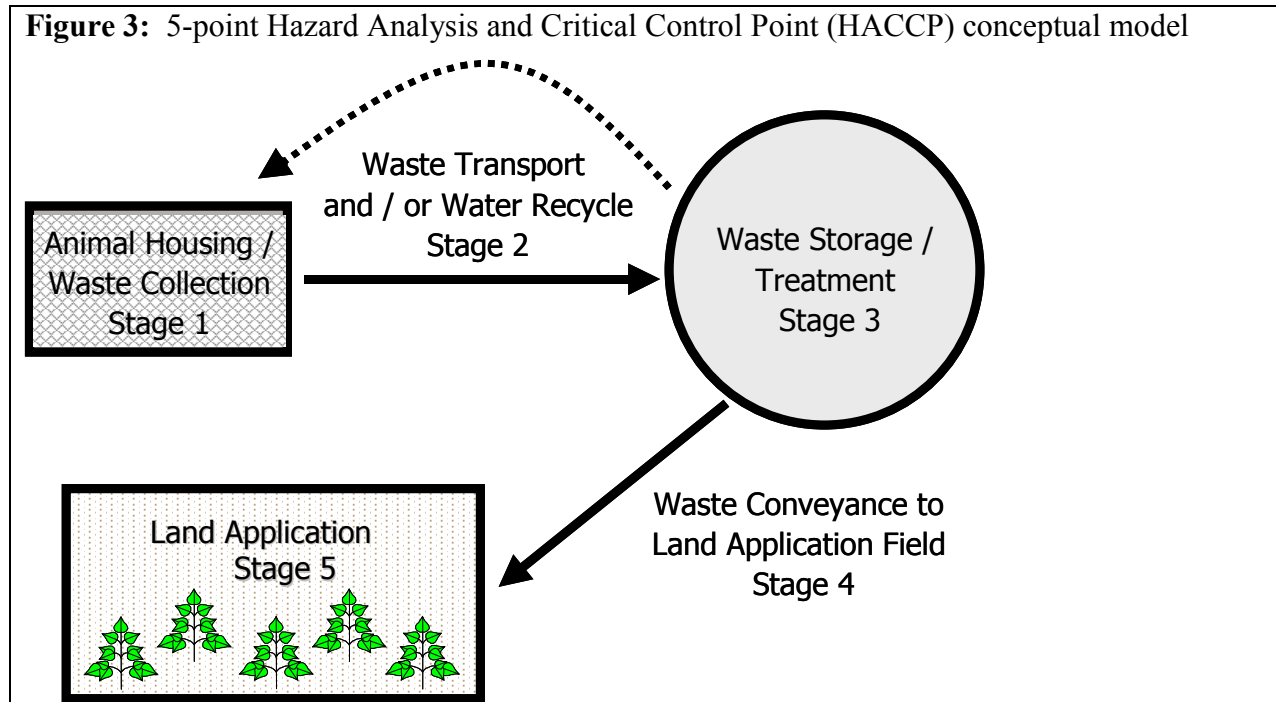 Figure 3: 5-point Hazard Analysis and Critical Control Point (HACCP) conceptual model
Waste Transport
and / or Water Recycle
Stage 2
Animal Housing /
Waste Collection
Stage 1
Waste Storage /
Treatment
Stage 3
Land Application
Stage 5
Waste Conveyance to
Land Application Field
Stage 4